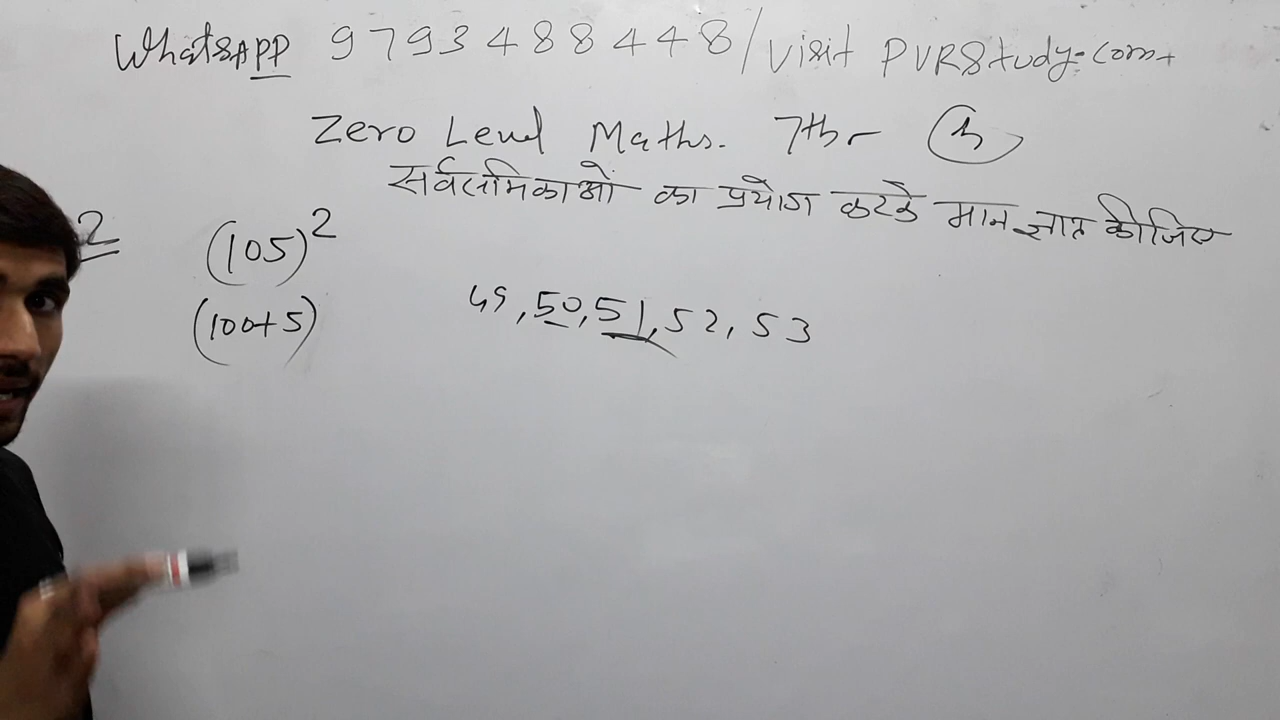 WhatsAPP 9793488448/Visit PVRStudy.com
Zero Level Maths. 7th
सर्वसमिकाओं का प्रयोग करके मान ज्ञात कीजिए
2 (105)2
(100+5) 49, 50, 51, 52, 53